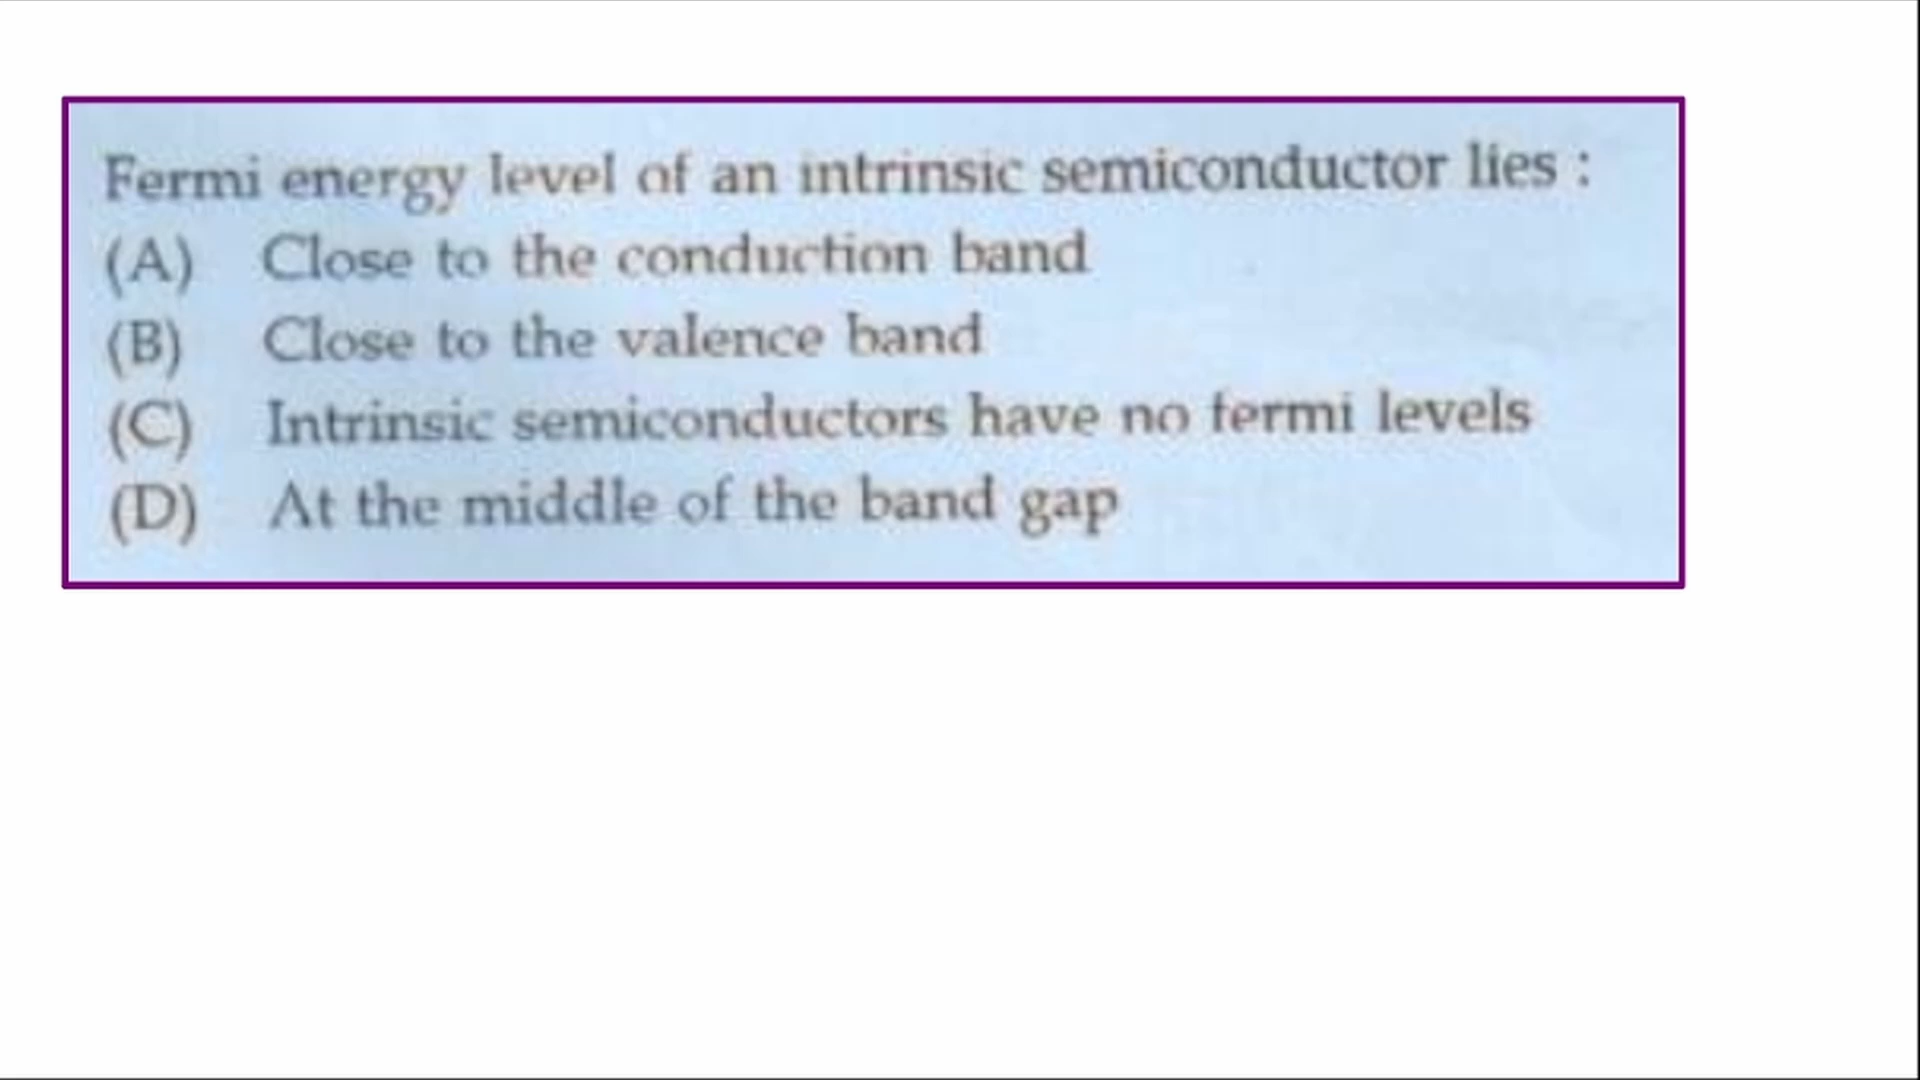 Fermi energy level of an intrinsic semiconductor lies :
(A) Close to the conduction band
(B) Close to the valence band
(C) Intrinsic semiconductors have no fermi levels
(D) At the middle of the band gap